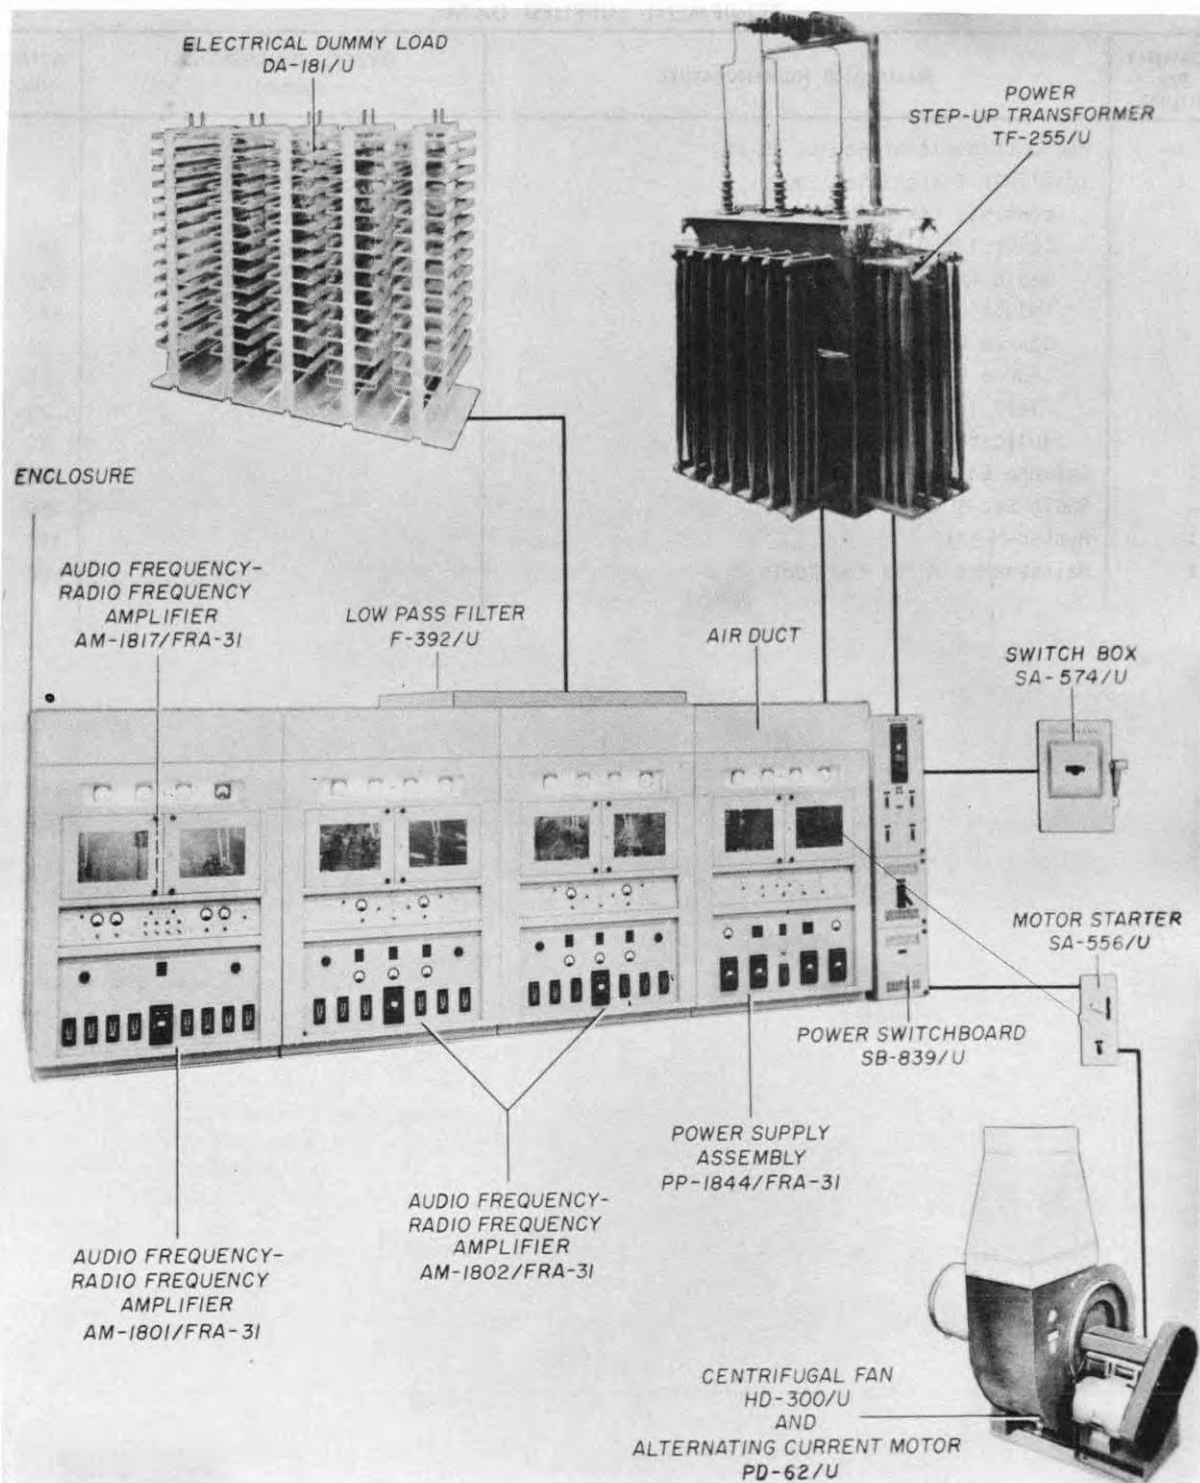 ELECTRICAL DUMMY LOAD
DA-181/U
POWER
STEP-UP TRANSFORMER
TF-255/U
ENCLOSURE
AUDIO FREQUENCY-
RADIO FREQUENCY
AMPLIFIER
AM-1817/FRA-31
LOW PASS FILTER
F-392/U
AIR DUCT
SWITCH BOX
SA-574/U
MOTOR STARTER
SA-556/U
POWER SWITCHBOARD
SB-839/U
POWER SUPPLY
ASSEMBLY
PP-1844/FRA-31
AUDIO FREQUENCY-
RADIO FREQUENCY
AMPLIFIER
AM-1802/FRA-31
AUDIO FREQUENCY-
RADIO FREQUENCY
AMPLIFIER
AM-1801/FRA-31
CENTRIFUGAL FAN
HD-300/U
AND
ALTERNATING CURRENT MOTOR
PD-62/U